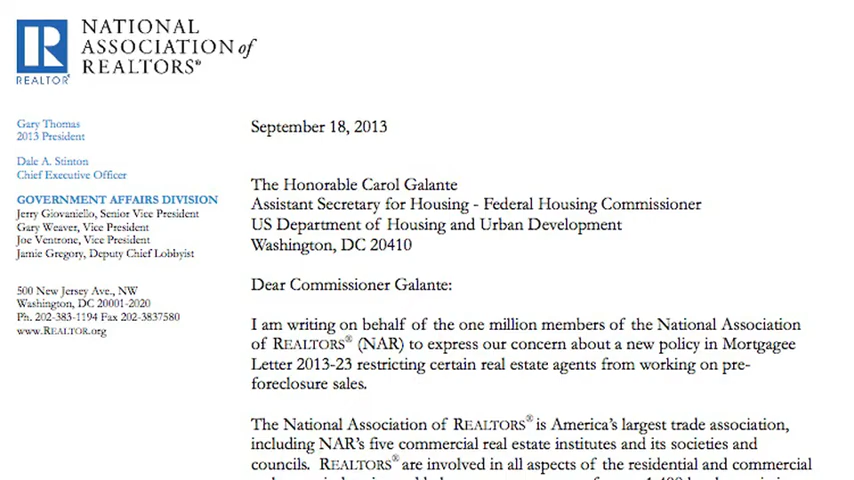 NATIONAL
ASSOCIATION of
REALTORS®
REALTOR®
Gary Thomas
2013 President
Dale A. Stinton
Chief Executive Officer
GOVERNMENT AFFAIRS DIVISION
Jerry Giovaniello, Senior Vice President
Gary Weaver, Vice President
Joe Ventrone, Vice President
Jamie Gregory, Deputy Chief Lobbyist
500 New Jersey Ave., NW
Washington, DC 20001-2020
Ph. 202-383-1194 Fax 202-3837580
www.REALTOR.org
September 18, 2013
The Honorable Carol Galante
Assistant Secretary for Housing - Federal Housing Commissioner
US Department of Housing and Urban Development
Washington, DC 20410
Dear Commissioner Galante:
I am writing on behalf of the one million members of the National Association
of REALTORS® (NAR) to express our concern about a new policy in Mortgagee
Letter 2013-23 restricting certain real estate agents from working on pre-
foreclosure sales.
The National Association of REALTORS® is America's largest trade association,
including NAR's five commercial real estate institutes and its societies and
councils. REALTORS® are involved in all aspects of the residential and commercial